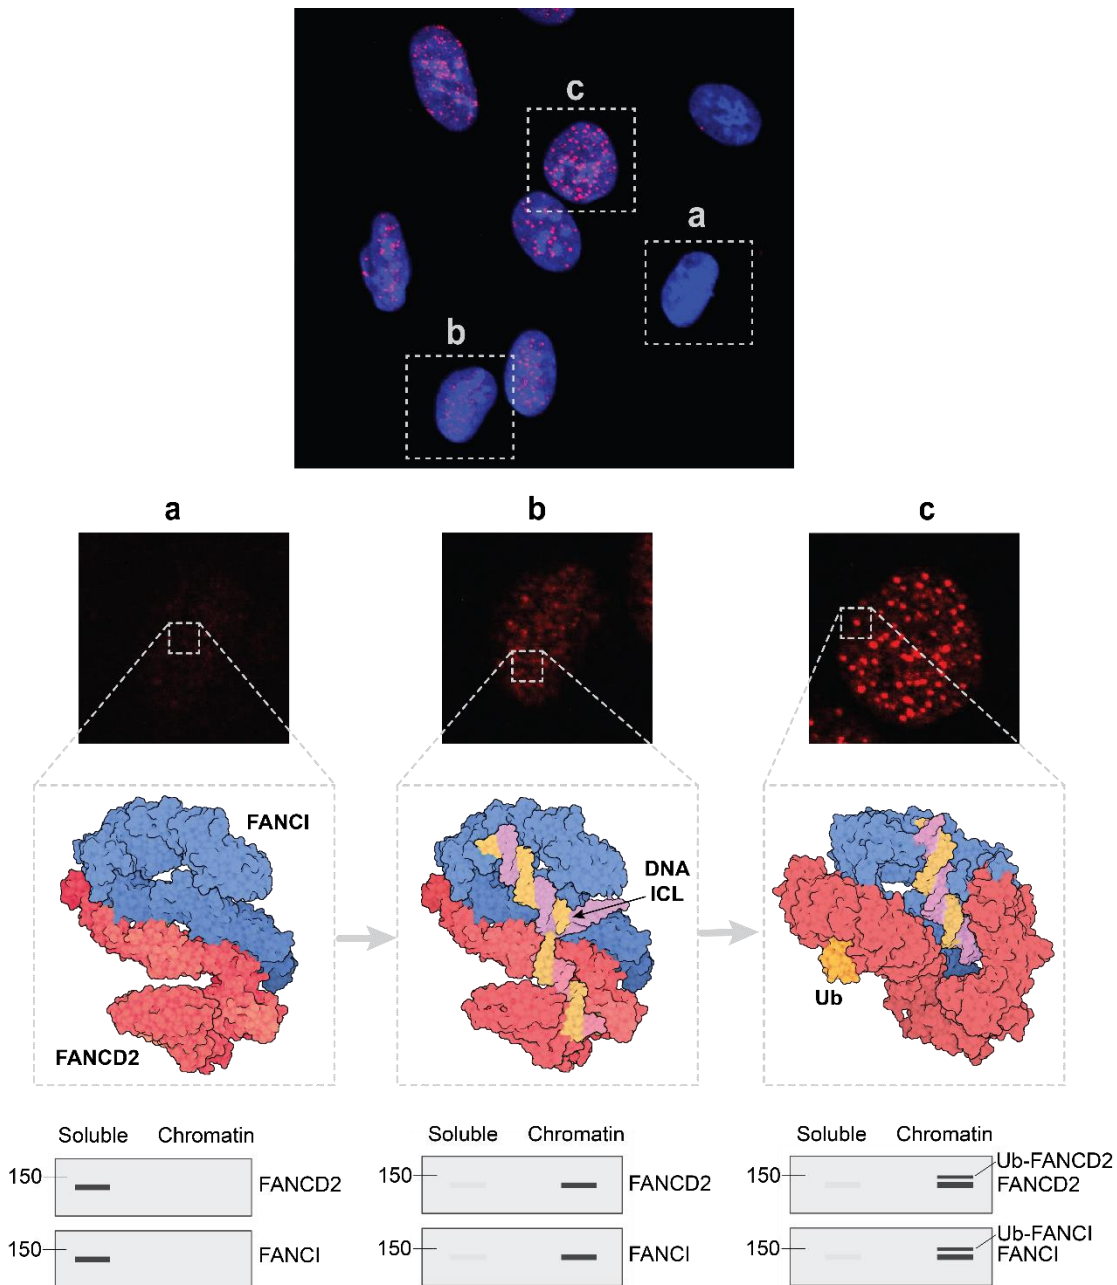 c
a
b
a
b
c
FANCI
FANCD2
DNA
ICL
Ub
Soluble Chromatin
150
FANCD2
150
FANCI
Soluble Chromatin
150
FANCD2
150
FANCI
Soluble Chromatin
150
Ub-FANCD2
FANCD2
150
Ub-FANCI
FANCI